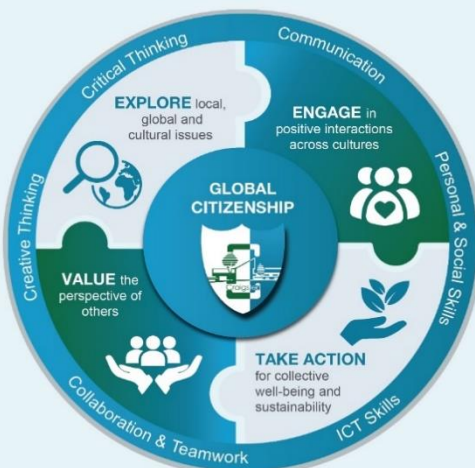 Critical Thinking
Communication
EXPLORE local,
global and
cultural issues
ENGAGE in
positive interactions
across cultures
GLOBAL
CITIZENSHIP
Creative Thinking
Personal & Social Skills
VALUE the
perspective of
others
TAKE ACTION
for collective
well-being and
sustainability
Collaboration & Teamwork
ICT Skills